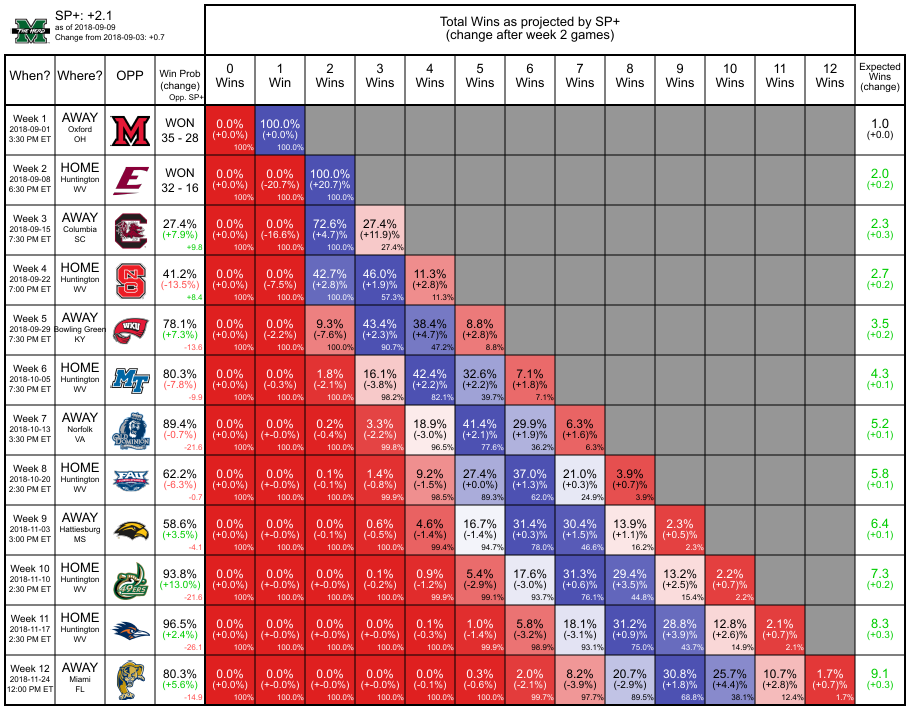 SP+: +2.1
as of 2018-09-09
Change from 2018-09-03: +0.7
THE HERD
Total Wins as projected by SP+
(change after week 2 games)
When? Where? OPP Win Prob (change) Opp. SP+ 0 Wins 1 Win 2 Wins 3 Wins 4 Wins 5 Wins 6 Wins 7 Wins 8 Wins 9 Wins 10 Wins 11 Wins 12 Wins Expected Wins (change)
Week 1 AWAY WON 0.0% 100.0% 1.0
2018-09-01 Oxford 35 - 28 (+0.0%) (+0.0%) (+0.0)
3:30 PM ET OH 100% 100.0%
Week 2 HOME WON 0.0% 0.0% 100.0% 2.0
2018-09-08 Huntington 32 - 16 (+0.0%) (-20.7%) (+20.7)% (+0.2)
6:30 PM ET WV 100% 100.0% 100.0%
Week 3 AWAY 27.4% 0.0% 0.0% 72.6% 27.4% 2.3
2018-09-15 Columbia (+7.9%) (+0.0%) (-16.6%) (+4.7)% (+11.9)% (+0.3)
7:30 PM ET SC +9.8 100% 100.0% 100.0% 27.4%
Week 4 HOME 41.2% 0.0% 0.0% 42.7% 46.0% 11.3% 2.7
2018-09-22 Huntington (-13.5%) (+0.0%) (-7.5%) (+2.8)% (+1.9)% (+2.8)% (+0.2)
7:00 PM ET WV +8.4 100% 100.0% 100.0% 57.3% 11.3%
Week 5 AWAY WKU 78.1% 0.0% 0.0% 9.3% 43.4% 38.4% 8.8% 3.5
2018-09-29 Bowling Green (+7.3%) (+0.0%) (-2.2%) (-7.6%) (+2.3)% (+4.7)% (+2.8)% (+0.2)
7:30 PM ET KY -13.6 100% 100.0% 100.0% 90.7% 47.2% 8.8%
Week 6 HOME MT 80.3% 0.0% 0.0% 1.8% 16.1% 42.4% 32.6% 7.1% 4.3
2018-10-05 Huntington (-7.8%) (+0.0%) (-0.3%) (-2.1%) (-3.8%) (+2.2)% (+2.2)% (+1.8)% (+0.1)
7:30 PM ET WV -9.9 100% 100.0% 100.0% 98.2% 82.1% 39.7% 7.1%
Week 7 AWAY 89.4% 0.0% 0.0% 0.2% 3.3% 18.9% 41.4% 29.9% 6.3% 5.2
2018-10-13 Norfolk (-0.7%) (+0.0%) (+-0.0%) (-0.4%) (-2.2%) (-3.0%) (+2.1)% (+1.9)% (+1.6)% (+0.1)
3:30 PM ET VA -21.6 100% 100.0% 100.0% 99.8% 96.5% 77.6% 36.2% 6.3%
Week 8 HOME FAU 62.2% 0.0% 0.0% 0.1% 1.4% 9.2% 27.4% 37.0% 21.0% 3.9% 5.8
2018-10-20 Huntington (-6.3%) (+0.0%) (+-0.0%) (-0.1%) (-0.8%) (-1.5%) (+0.0)% (+1.3)% (+0.3)% (+0.7)% (+0.1)
2:30 PM ET WV -0.7 100% 100.0% 100.0% 99.9% 98.5% 89.3% 62.0% 24.9% 3.9%
Week 9 AWAY 58.6% 0.0% 0.0% 0.0% 0.6% 4.6% 16.7% 31.4% 30.4% 13.9% 2.3% 6.4
2018-11-03 Hattiesburg (+3.5%) (+0.0%) (+-0.0%) (-0.1%) (-0.5%) (-1.4%) (-1.4%) (+0.3)% (+1.5)% (+1.1)% (+0.5)% (+0.1)
3:00 PM ET MS -4.1 100% 100.0% 100.0% 100.0% 99.4% 94.7% 78.0% 46.6% 16.2% 2.3%
Week 10 HOME 49ERS 93.8% 0.0% 0.0% 0.0% 0.1% 0.9% 5.4% 17.6% 31.3% 29.4% 13.2% 2.2% 7.3
2018-11-10 Huntington (+13.0%) (+0.0%) (+-0.0%) (+-0.0%) (-0.2%) (-1.2%) (-2.9%) (-3.0%) (+0.6)% (+3.5)% (+2.5)% (+0.7)% (+0.2)
2:30 PM ET WV -21.6 100% 100.0% 100.0% 100.0% 99.9% 99.1% 93.7% 76.1% 44.8% 15.4% 2.2%
Week 11 HOME 96.5% 0.0% 0.0% 0.0% 0.0% 0.1% 1.0% 5.8% 18.1% 31.2% 28.8% 12.8% 2.1% 8.3
2018-11-17 Huntington (+2.4%) (+0.0%) (+-0.0%) (+-0.0%) (+-0.0%) (-0.3%) (-1.4%) (-3.2%) (-3.1%) (+0.9)% (+3.9)% (+2.6)% (+0.7)% (+0.3)
2:30 PM ET WV -26.1 100% 100.0% 100.0% 100.0% 100.0% 99.9% 98.9% 93.1% 75.0% 43.7% 14.9% 2.1%
Week 12 AWAY 80.3% 0.0% 0.0% 0.0% 0.0% 0.0% 0.3% 2.0% 8.2% 20.7% 30.8% 25.7% 10.7% 1.7% 9.1
2018-11-24 Miami (+5.6%) (+0.0%) (+-0.0%) (+-0.0%) (+-0.0%) (-0.1%) (-0.6%) (-2.1%) (-3.9%) (-2.9%) (+1.8)% (+4.4)% (+2.8)% (+0.7)% (+0.3)
12:00 PM ET FL -14.9 100% 100.0% 100.0% 100.0% 100.0% 100.0% 99.7% 97.7% 89.5% 68.8% 38.1% 12.4% 1.7%